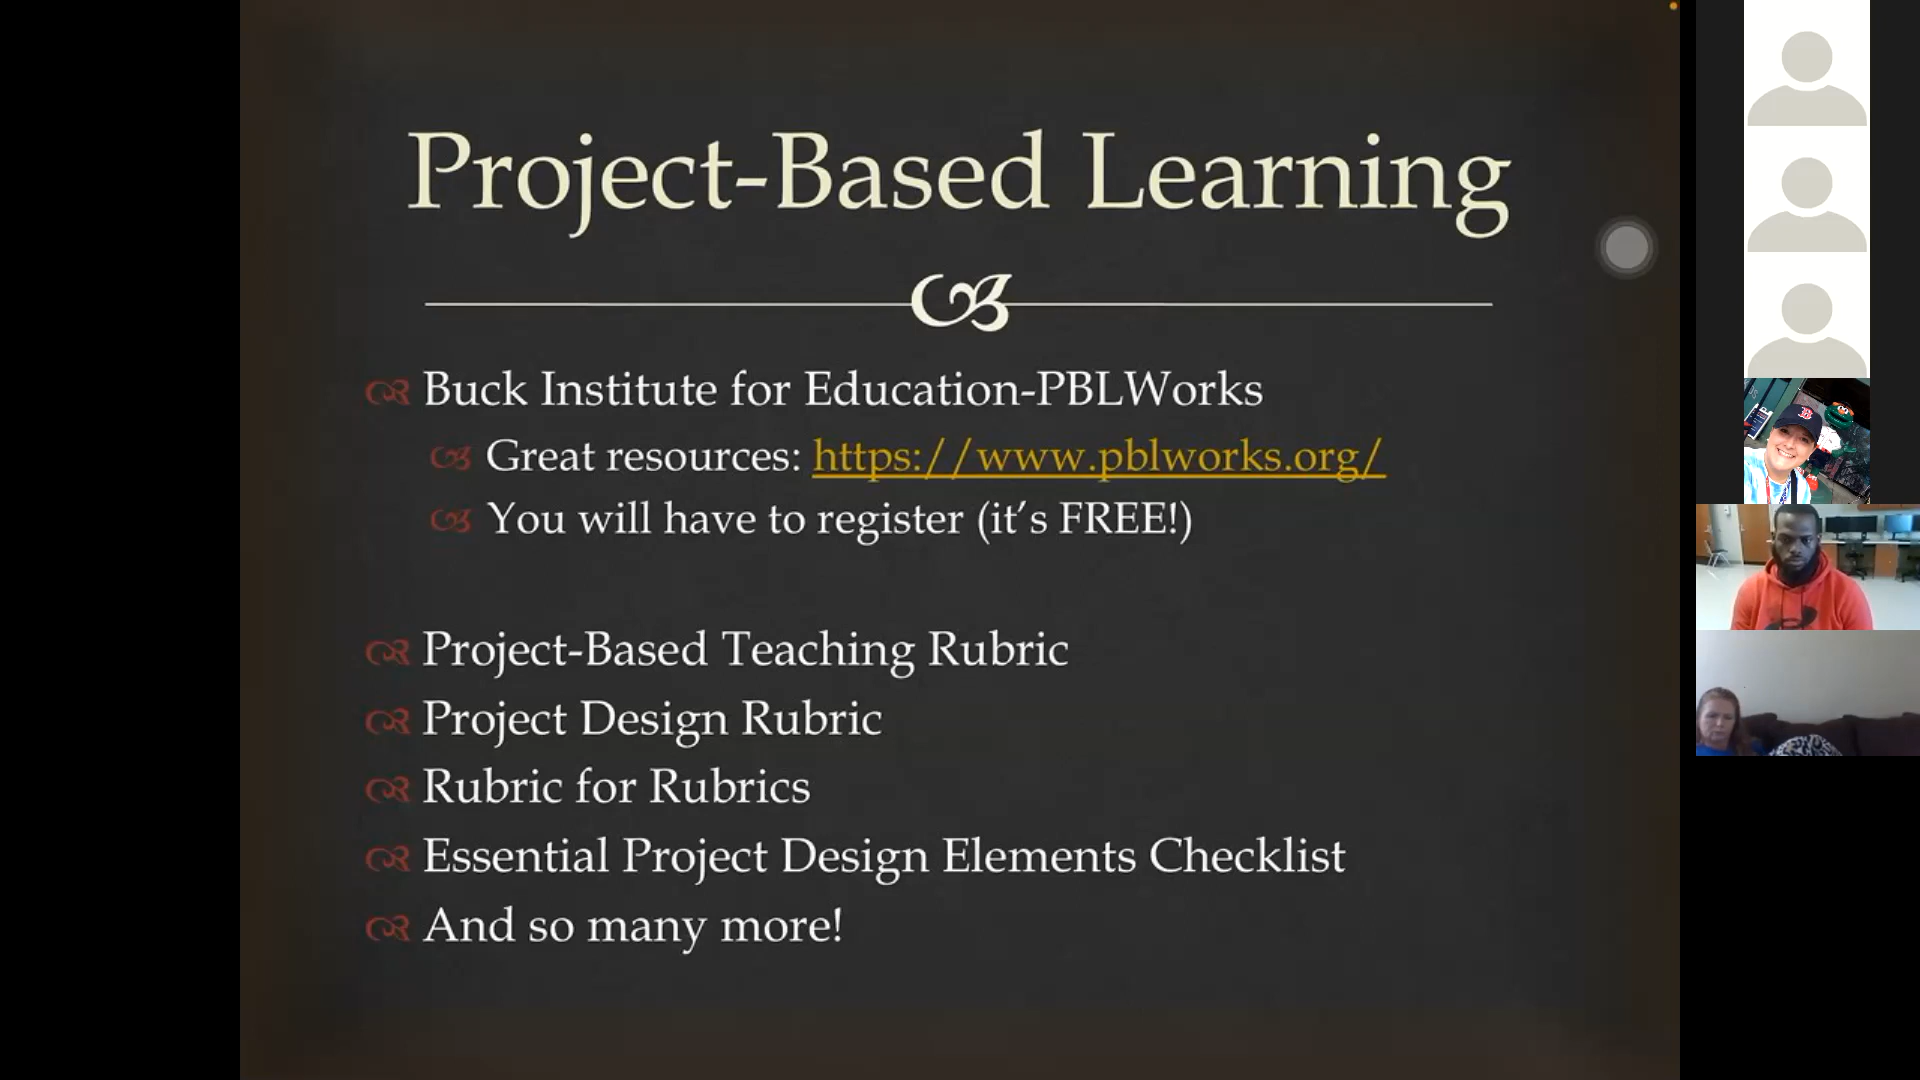 Project-Based Learning
Buck Institute for Education-PBLWorks
Great resources: https://www.pblworks.org/
You will have to register (it’s FREE!)
Project-Based Teaching Rubric
Project Design Rubric
Rubric for Rubrics
Essential Project Design Elements Checklist
And so many more!